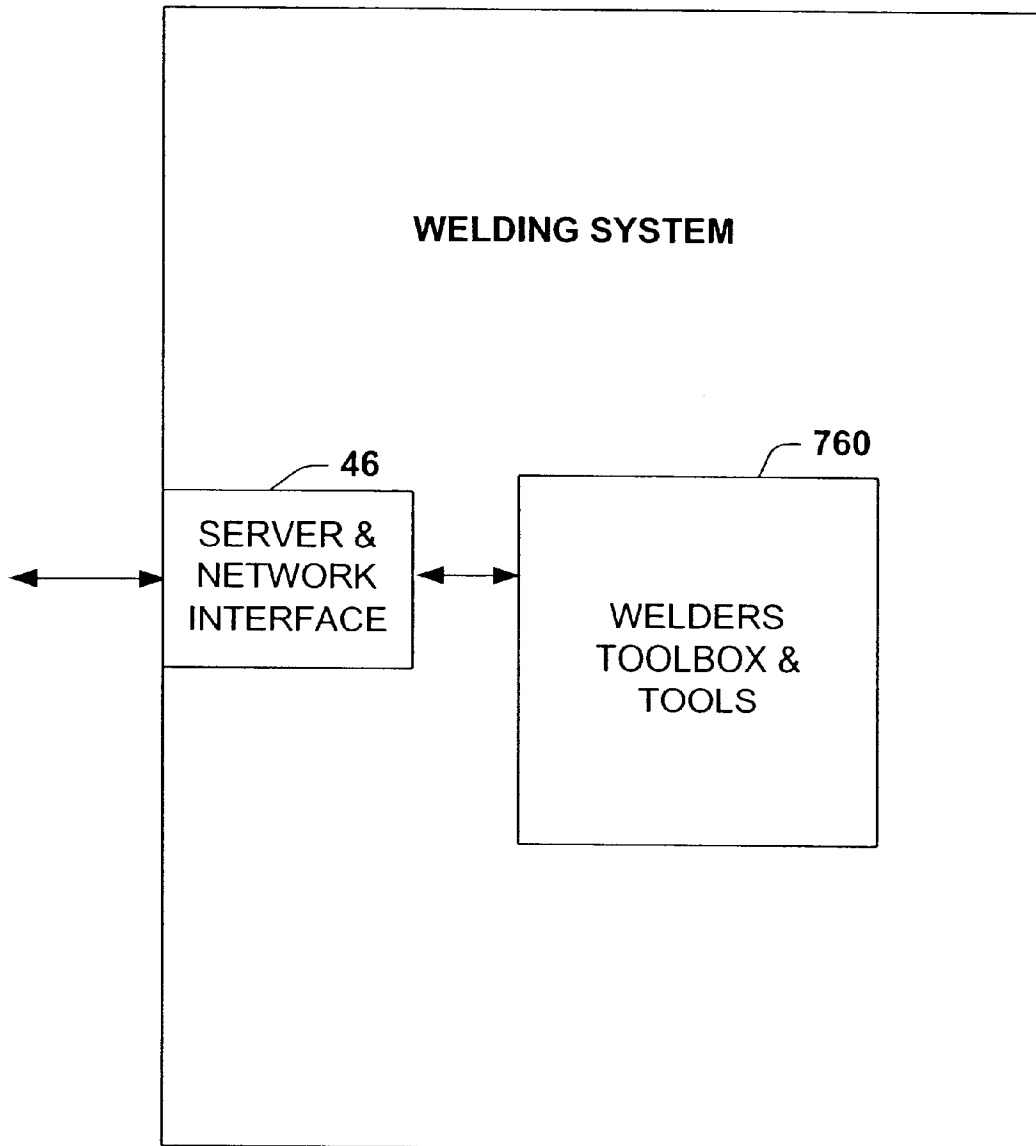 WELDING SYSTEM
46
SERVER &
NETWORK
INTERFACE
760
WELDERS
TOOLBOX &
TOOLS